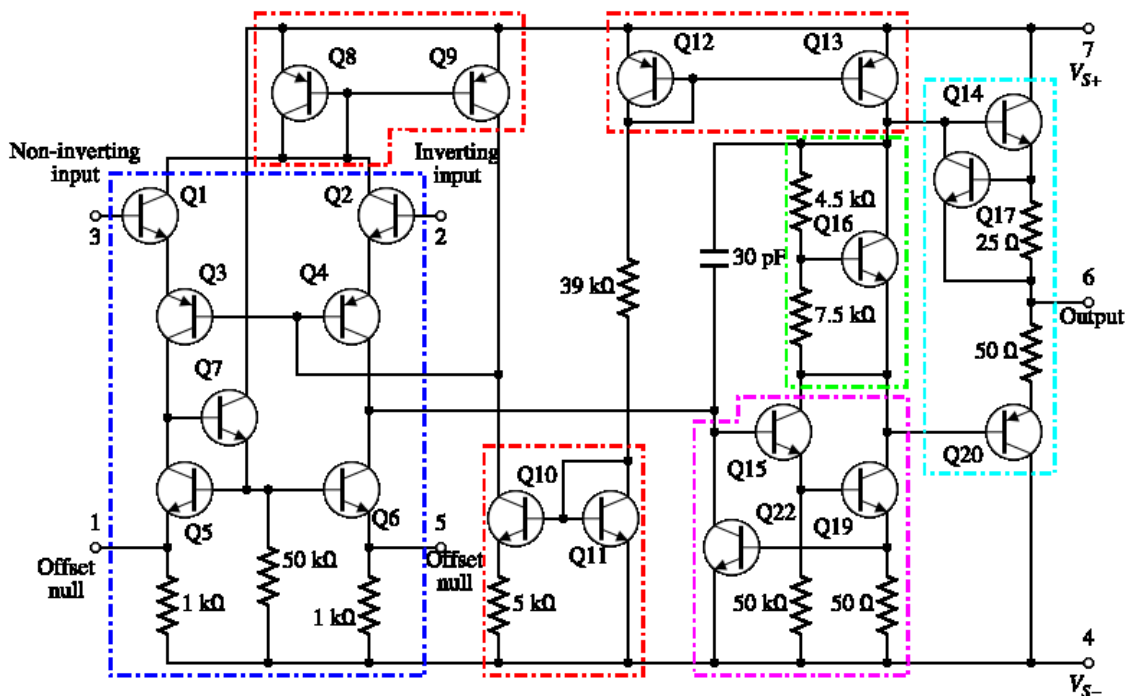 Q8
Q9
Q12
Q13
7
V_S+
Q14
Non-inverting
input
Inverting
input
Q1
Q2
3
2
4.5 kΩ
Q16
Q17
25 Ω
Q3
Q4
30 pF
39 kΩ
6
Output
7.5 kΩ
50 Ω
Q7
Q10
Q15
Q20
1
Q5
Q6
5
Q22
Q19
Offset
null
50 kΩ
Offset
null
Q11
1 kΩ
1 kΩ
5 kΩ
50 kΩ
50 Ω
4
V_S−